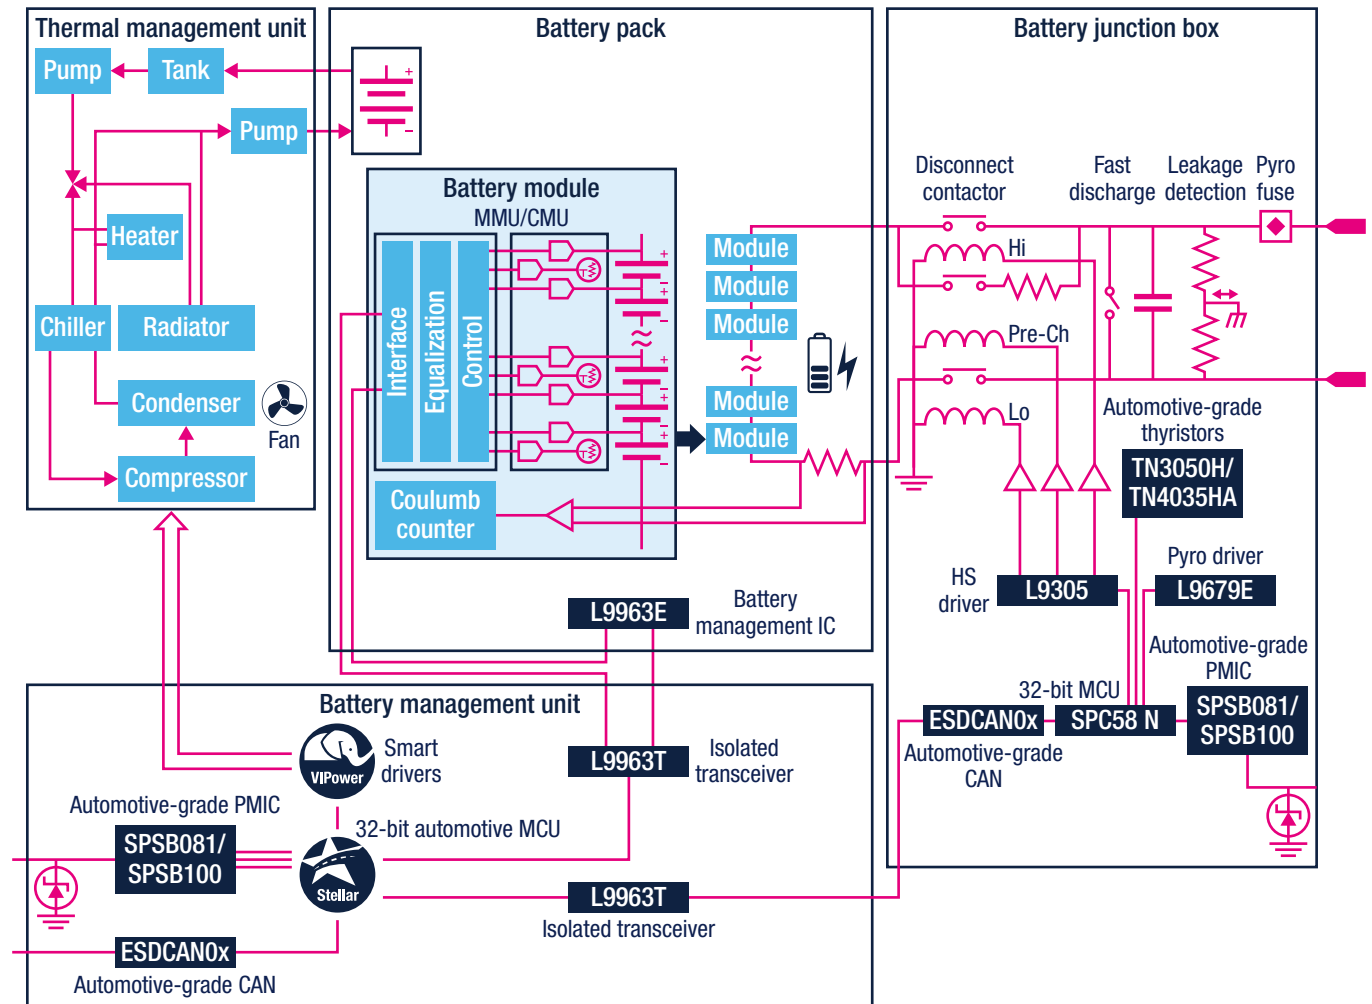 Thermal management unit
Pump
Tank
Pump
Heater
Chiller
Radiator
Condenser
Fan
Compressor
Battery pack
+
−
Battery module
MMU/CMU
Interface
Equalization
Control
T
T
T
+
−
+
−
+
−
+
−
+
−
Coulumb
counter
Module
Module
Module
Module
Module
L9963E
Battery
management IC
Battery junction box
Disconnect
contactor
Fast
discharge
Leakage
detection
Pyro
fuse
Hi
Pre-Ch
Lo
Automotive-grade
thyristors
TN3050H/
TN4035HA
HS
driver
L9305
Pyro driver
L9679E
Automotive-grade
PMIC
32-bit MCU
ESDCAN0x
SPC58 N
SPSB081/
SPSB100
Automotive-grade
CAN
Battery management unit
VIPower
Smart
drivers
L9963T
Isolated
transceiver
Automotive-grade PMIC
32-bit automotive MCU
SPSB081/
SPSB100
Stellar
L9963T
Isolated transceiver
ESDCAN0x
Automotive-grade CAN